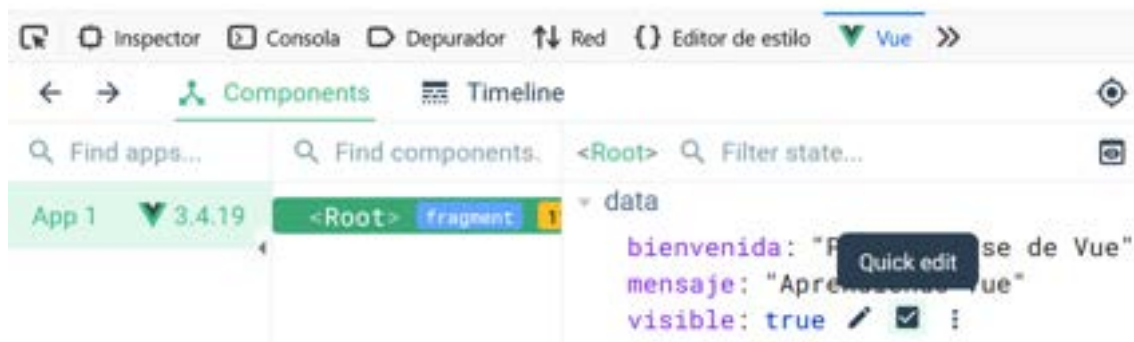 Inspector Consola Depurador Red Editor de estilo Vue
Components Timeline
Find apps... Find components. <Root> Filter state...
App 1 3.4.19 <Root> fragment data
bienvenida: "P se de Vue"
Quick edit
mensaje: "Apre ue"
visible: true